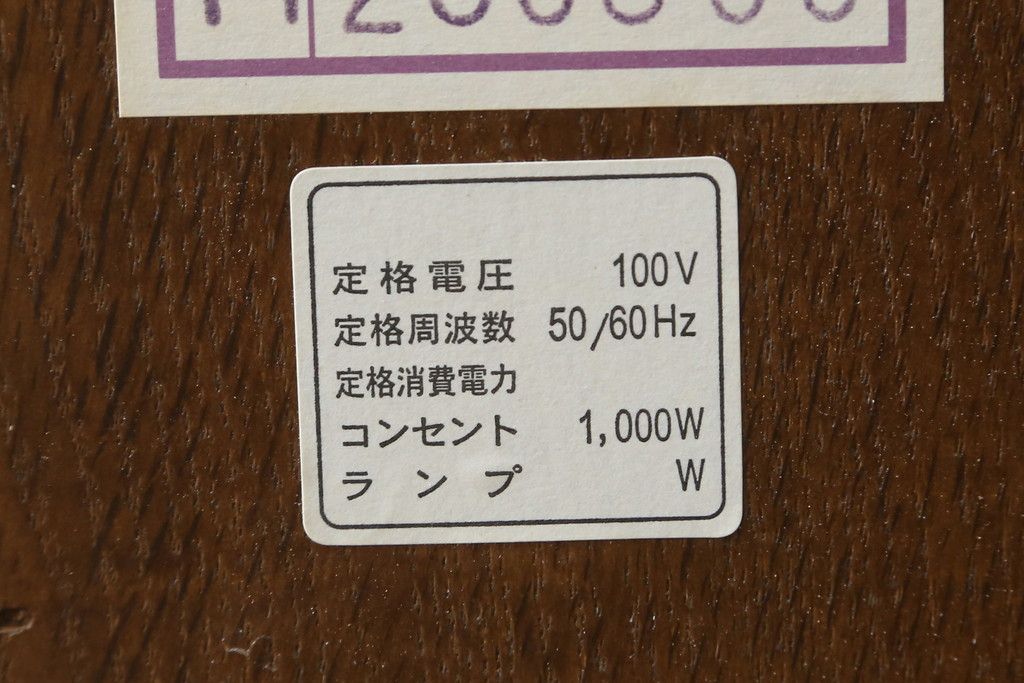 定格電圧 100V
定格周波数 50/60Hz
定格消費電力
コンセント 1,000W
ランプ W